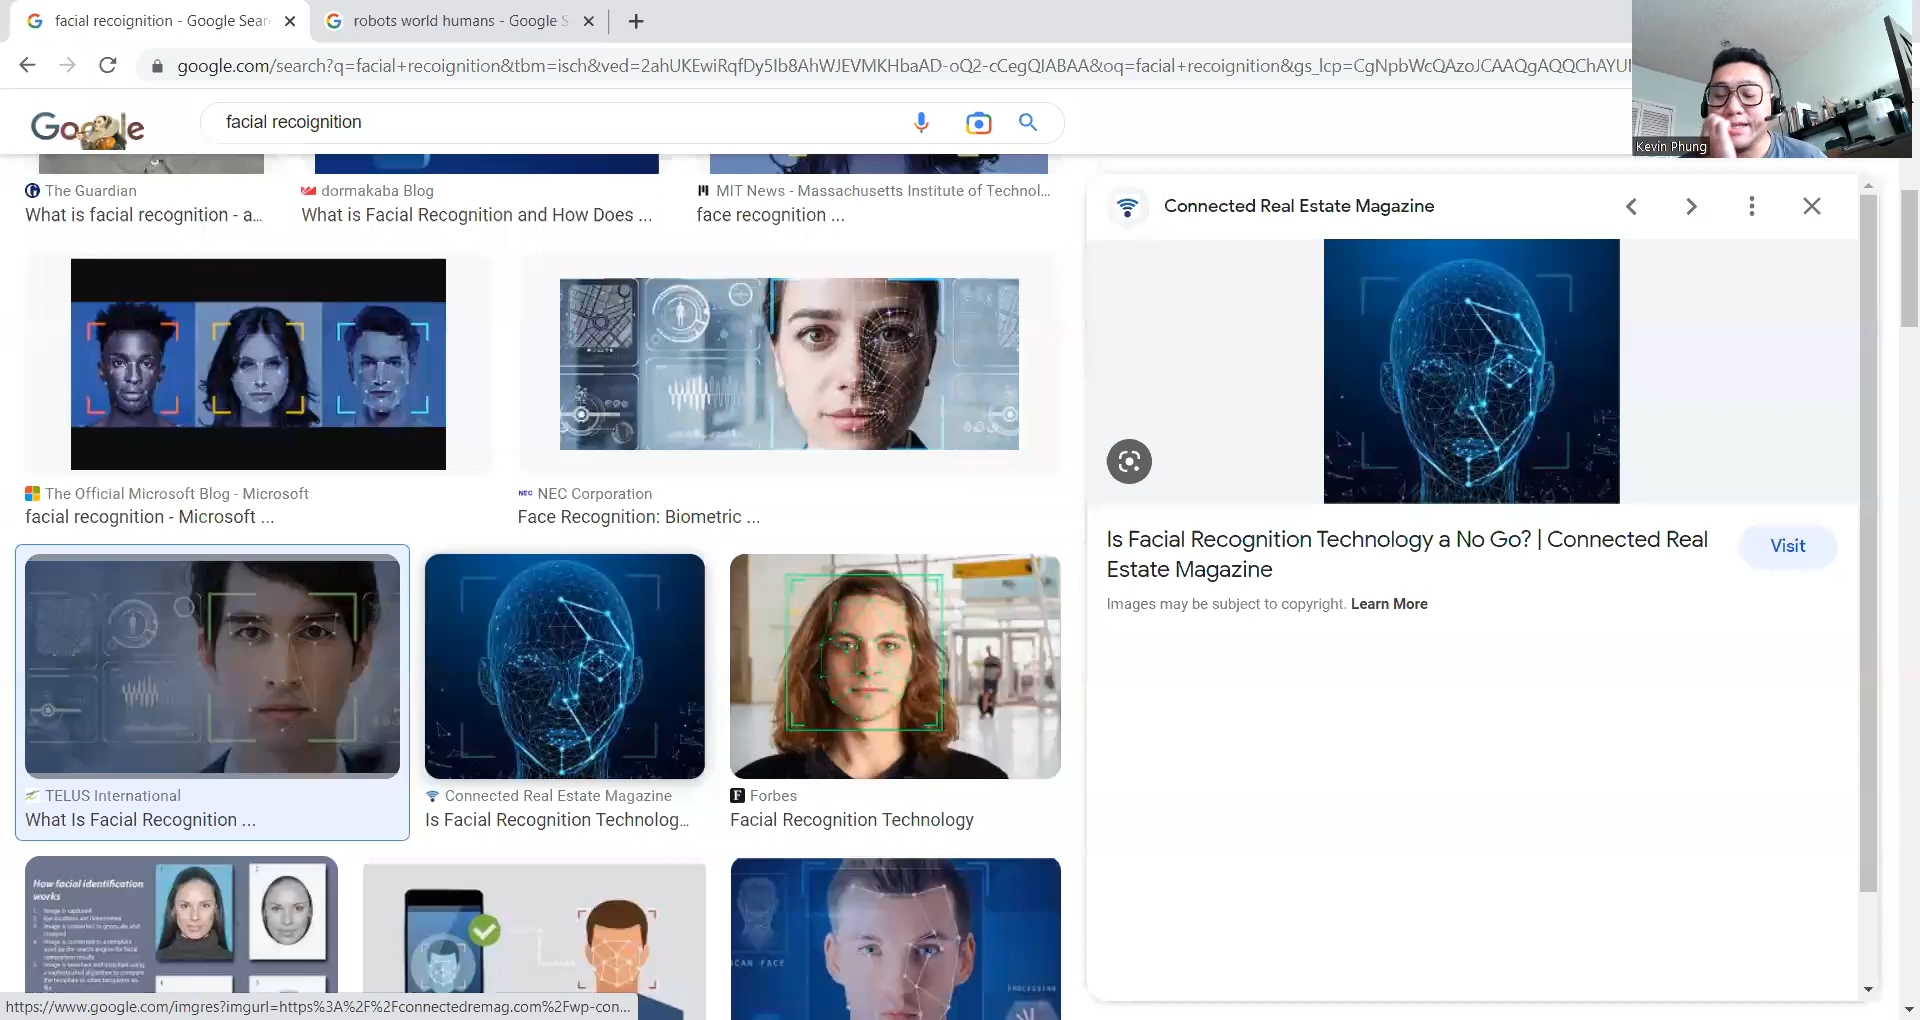 facial recoignition - Google Sear
robots world humans - Google S
google.com/search?q=facial+recoignition&tbm=isch&ved=2ahUKEwiRqfDy5Ib8AhWJEVMKHbaAD-oQ2-cCegQIABAA&oq=facial+recoignition&gs_lcp=CgNpbWcQAzoJCAAQgAQQChAYUI
Google
facial recoignition
Kevin Phung
The Guardian
What is facial recognition - a...
dormakaba Blog
What is Facial Recognition and How Does ...
MIT News - Massachusetts Institute of Technol...
face recognition ...
Connected Real Estate Magazine
The Official Microsoft Blog - Microsoft
facial recognition - Microsoft ...
NEC
NEC Corporation
Face Recognition: Biometric ...
Is Facial Recognition Technology a No Go? | Connected Real
Estate Magazine
Visit
Images may be subject to copyright. Learn More
TELUS International
What Is Facial Recognition ...
Connected Real Estate Magazine
Is Facial Recognition Technolog...
Forbes
Facial Recognition Technology
How facial identification
works
SCAN FACE
PROCESSING
https://www.google.com/imgres?imgurl=https%3A%2F%2Fconnectedremag.com%2Fwp-con...